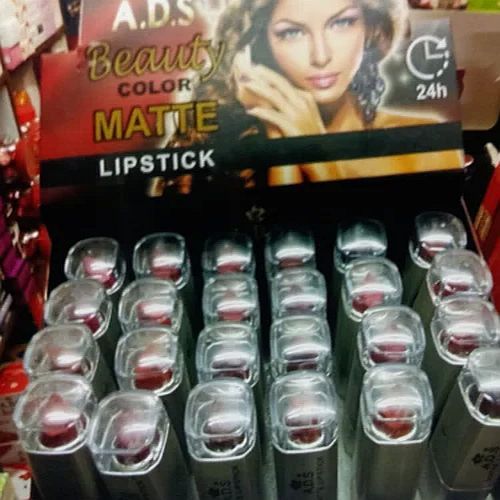 A.D.S
Beauty
COLOR
MATTE
LIPSTICK
24h
A.D.S
A.D.S